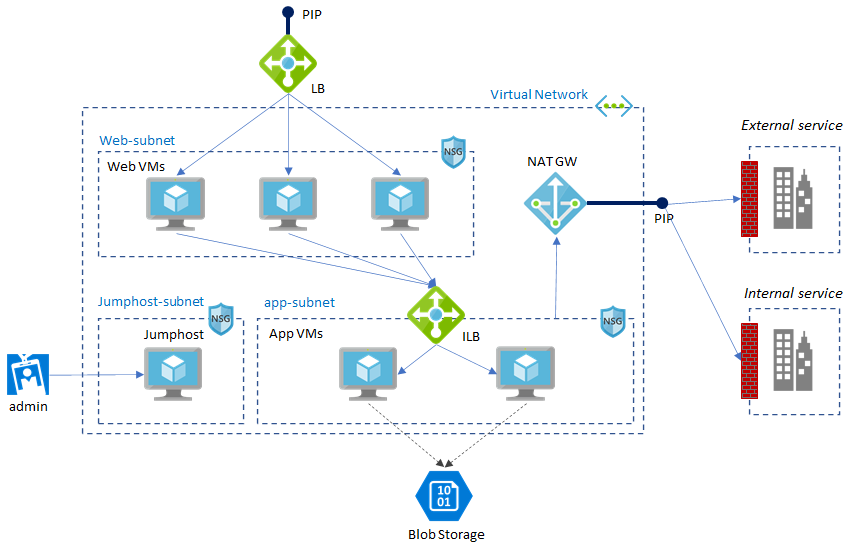 PIP
LB
Virtual Network
External service
Web-subnet
NSG
Web VMs
NAT GW
PIP
Jumphost-subnet
app-subnet
Internal service
NSG
NSG
Jumphost
App VMs
ILB
admin
10
01
Blob Storage